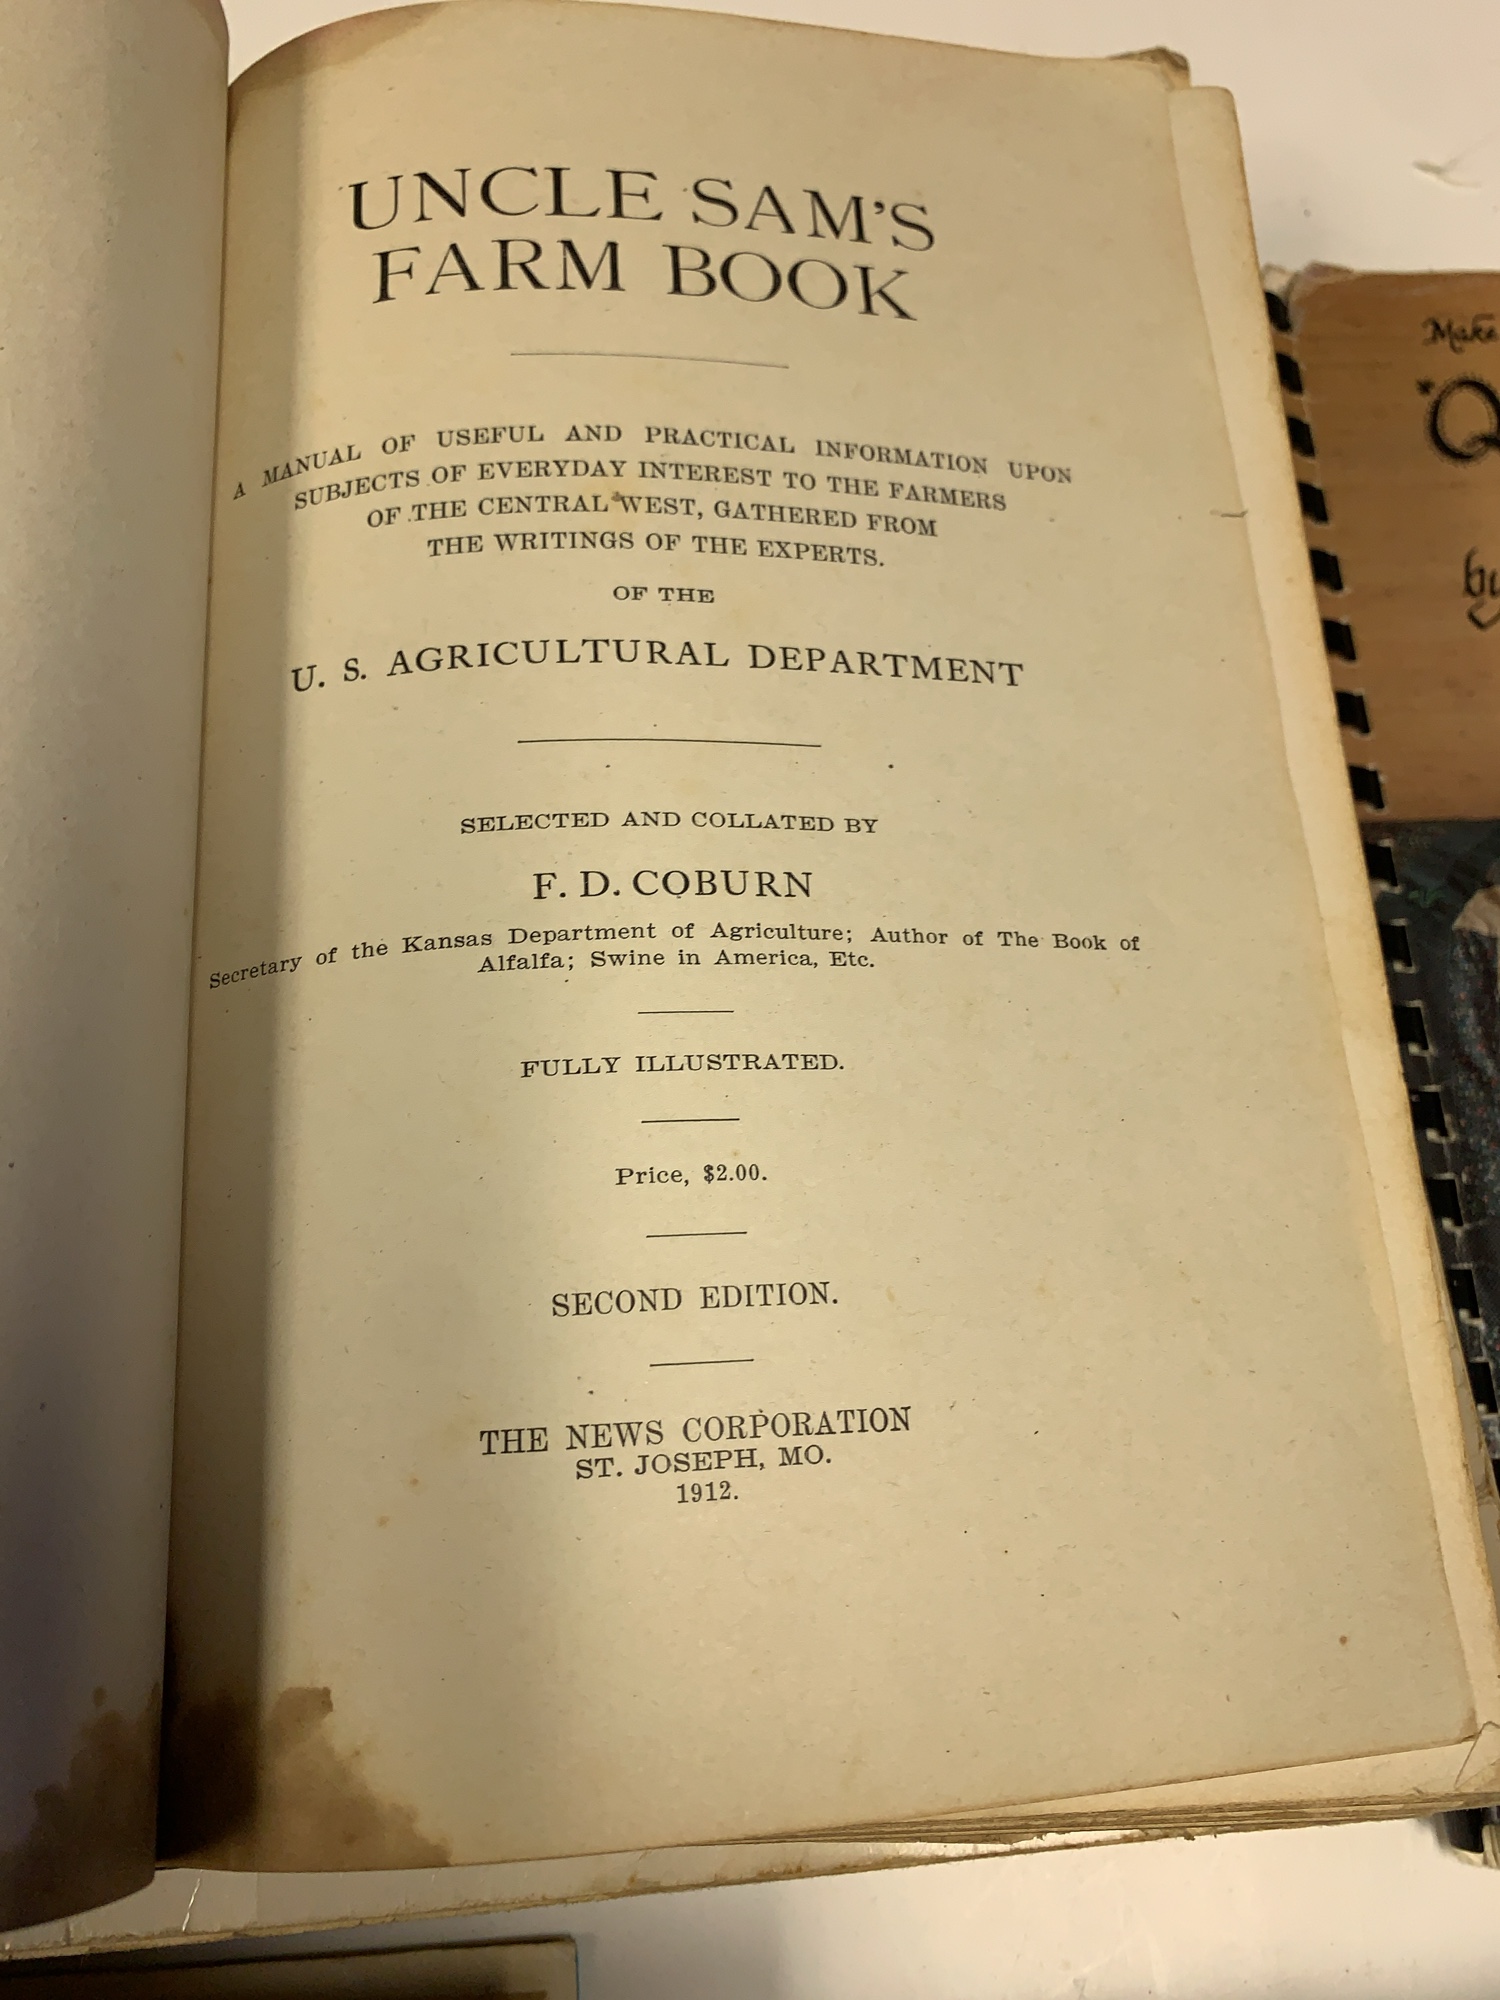 UNCLE SAM'S
FARM BOOK
A MANUAL OF USEFUL AND PRACTICAL INFORMATION UPON
SUBJECTS OF EVERYDAY INTEREST TO THE FARMERS
OF THE CENTRAL WEST, GATHERED FROM
THE WRITINGS OF THE EXPERTS.
OF THE
U. S. AGRICULTURAL DEPARTMENT
SELECTED AND COLLATED BY
F. D. COBURN
Secretary of the Kansas Department of Agriculture; Author of The Book of
Alfalfa; Swine in America, Etc.
FULLY ILLUSTRATED.
Price, $2.00.
SECOND EDITION.
THE NEWS CORPORATION
ST. JOSEPH, MO.
1912.
Make
"Q
by